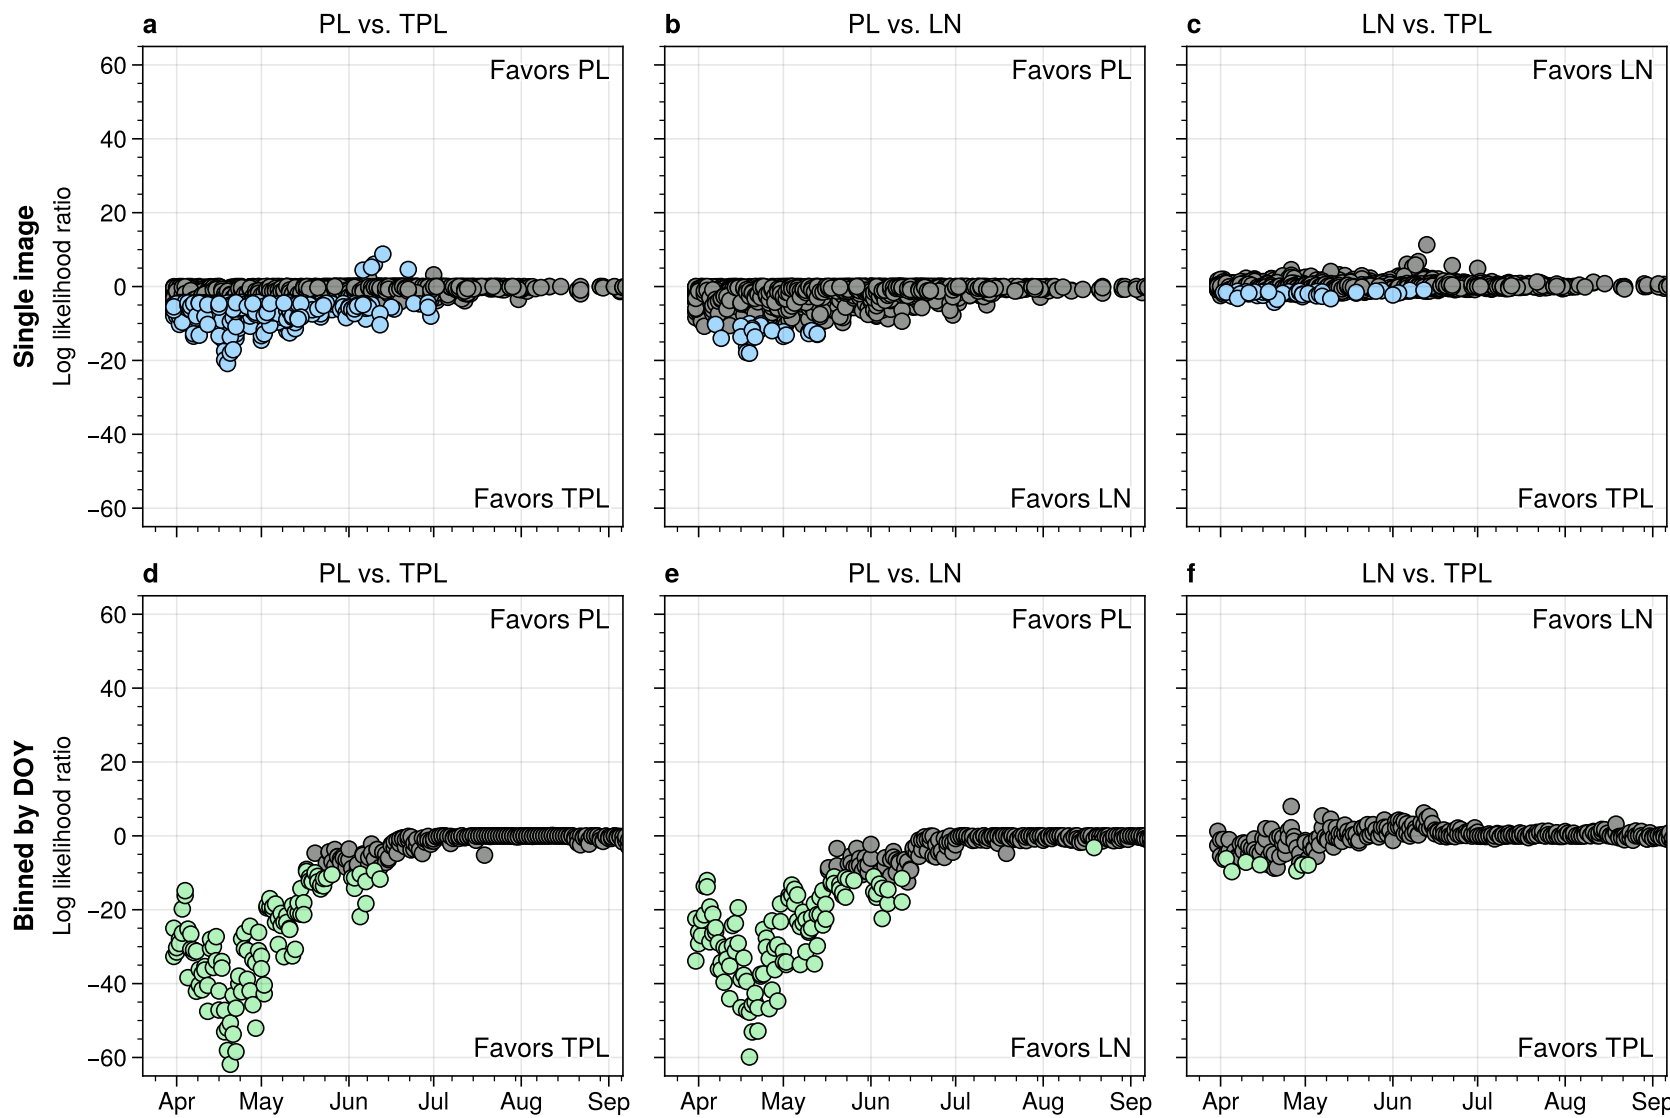 a PL vs. TPL
b PL vs. LN
c LN vs. TPL
Single image
Log likelihood ratio
60
40
20
0
−20
−40
−60
Favors PL
Favors TPL
Favors PL
Favors LN
Favors LN
Favors TPL
d PL vs. TPL
e PL vs. LN
f LN vs. TPL
Binned by DOY
Log likelihood ratio
60
40
20
0
−20
−40
−60
Favors PL
Favors TPL
Favors PL
Favors LN
Favors LN
Favors TPL
Apr May Jun Jul Aug Sep
Apr May Jun Jul Aug Sep
Apr May Jun Jul Aug Sep